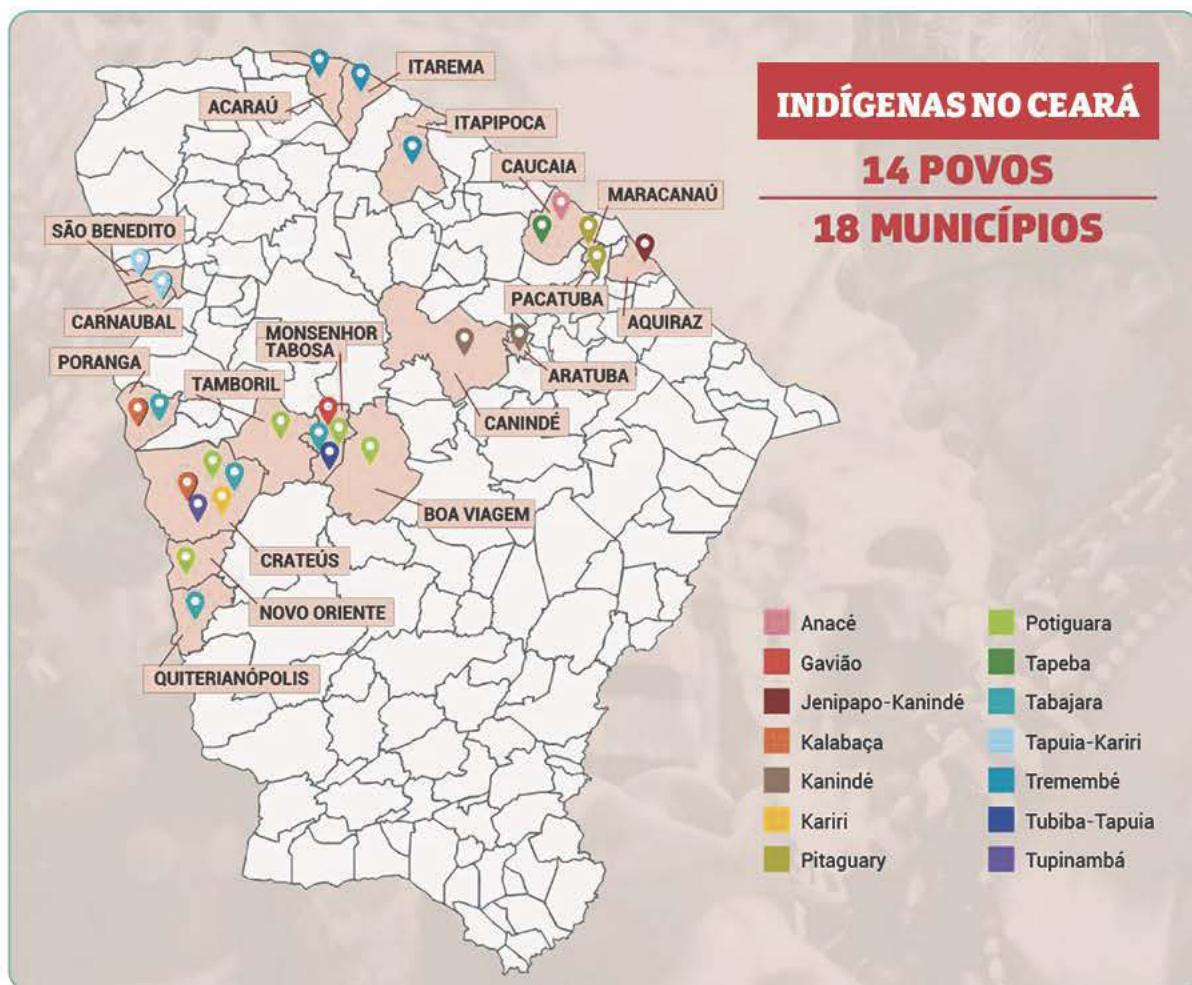 INDÍGENAS NO CEARÁ
14 POVOS
18 MUNICÍPIOS
ITAREMA
ACARAÚ
ITAPIPOCA
CAUCAIA
MARACANAÚ
SÃO BENEDITO
PACATUBA
CARNAUBAL
AQUIRAZ
MONSENHOR
TABOSA
PORANGA
TAMBORIL
ARATUBA
CANINDÉ
BOA VIAGEM
CRATEÚS
NOVO ORIENTE
QUITERIANÓPOLIS
Anacé
Gavião
Jenipapo-Kanindé
Kalabaça
Kanindé
Kariri
Pitaguary
Potiguara
Tapeba
Tabajara
Tapuia-Kariri
Tremembé
Tubiba-Tapuia
Tupinambá